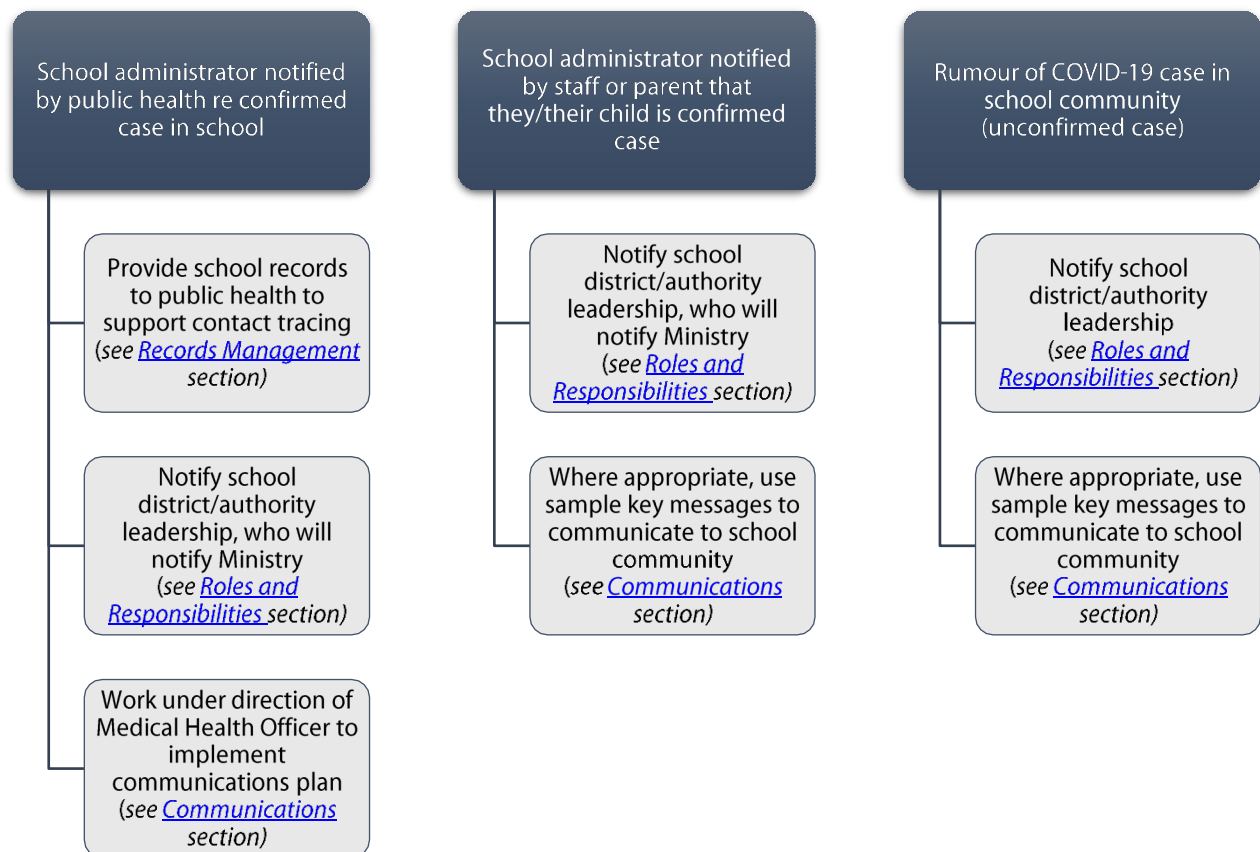 School administrator notified
by public health re confirmed
case in school
Provide school records
to public health to
support contact tracing
(see Records Management
section)
Notify school
district/authority
leadership, who will
notify Ministry
(see Roles and
Responsibilities section)
Work under direction of
Medical Health Officer to
implement
communications plan
(see Communications
section)
School administrator notified
by staff or parent that
they/their child is confirmed
case
Notify school
district/authority
leadership, who will
notify Ministry
(see Roles and
Responsibilities section)
Where appropriate, use
sample key messages to
communicate to school
community
(see Communications
section)
Rumour of COVID-19 case in
school community
(unconfirmed case)
Notify school
district/authority
leadership
(see Roles and
Responsibilities section)
Where appropriate, use
sample key messages to
communicate to school
community
(see Communications
section)